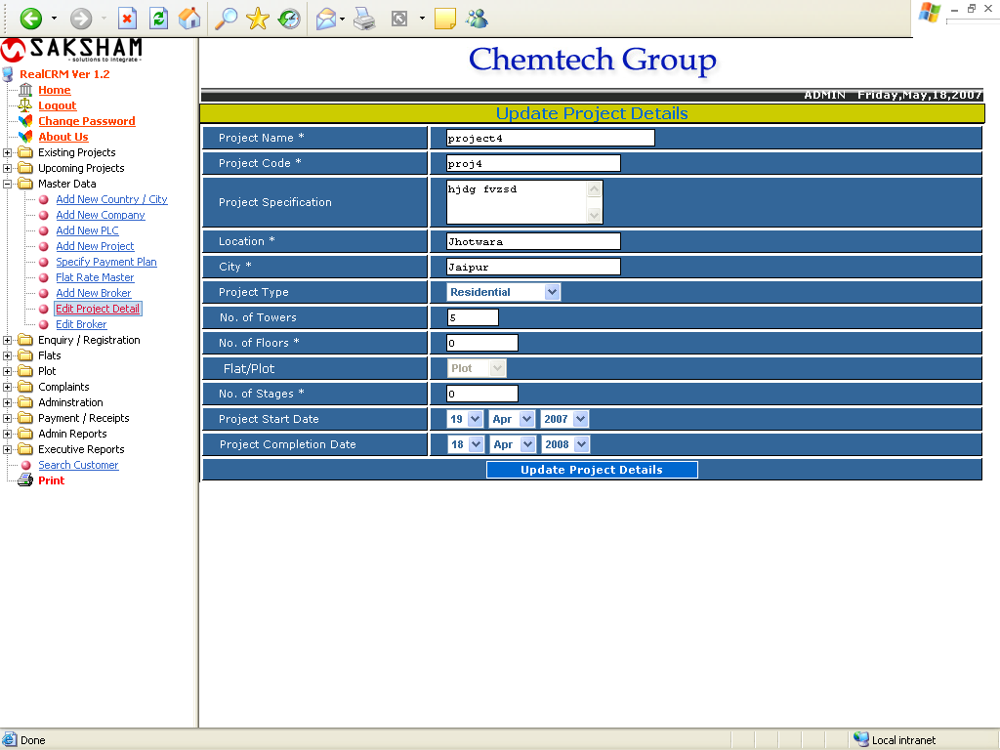 SAKSHAM
- solutions to integrate -
RealCRM Ver 1.2
Home
Logout
Change Password
About Us
Existing Projects
Upcoming Projects
Master Data
Add New Country / City
Add New Company
Add New PLC
Add New Project
Specify Payment Plan
Flat Rate Master
Add New Broker
Edit Project Detail
Edit Broker
Enquiry / Registration
Flats
Plot
Complaints
Adminstration
Payment / Receipts
Admin Reports
Executive Reports
Search Customer
Print
Chemtech Group
ADMIN Friday,May,18,2007
Update Project Details
Project Name * project4
Project Code * proj4
Project Specification hjdg fvzsd
Location * Jhotwara
City * Jaipur
Project Type Residential
No. of Towers 5
No. of Floors * 0
Flat/Plot Plot
No. of Stages * 0
Project Start Date 19 Apr 2007
Project Completion Date 18 Apr 2008
Update Project Details
Done Local intranet